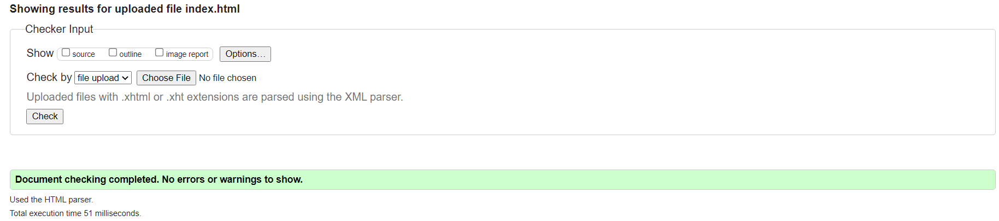 Showing results for uploaded file index.html
Checker Input
Show source outline image report Options...
Check by file upload Choose File No file chosen
Uploaded files with .xhtml or .xht extensions are parsed using the XML parser.
Check
Document checking completed. No errors or warnings to show.
Used the HTML parser.
Total execution time 51 milliseconds.